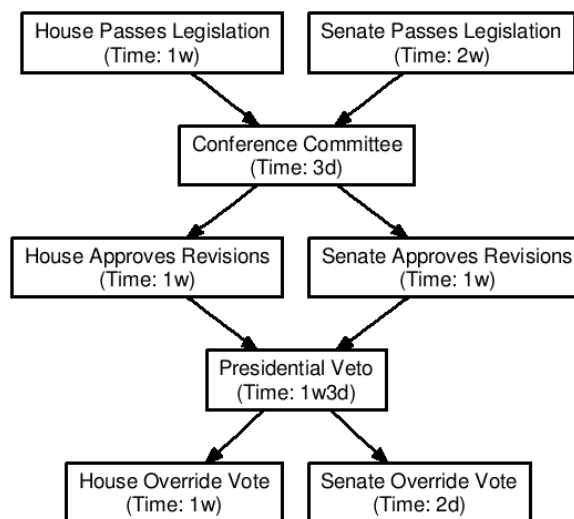 House Passes Legislation
(Time: 1w)
Senate Passes Legislation
(Time: 2w)
Conference Committee
(Time: 3d)
House Approves Revisions
(Time: 1w)
Senate Approves Revisions
(Time: 1w)
Presidential Veto
(Time: 1w3d)
House Override Vote
(Time: 1w)
Senate Override Vote
(Time: 2d)